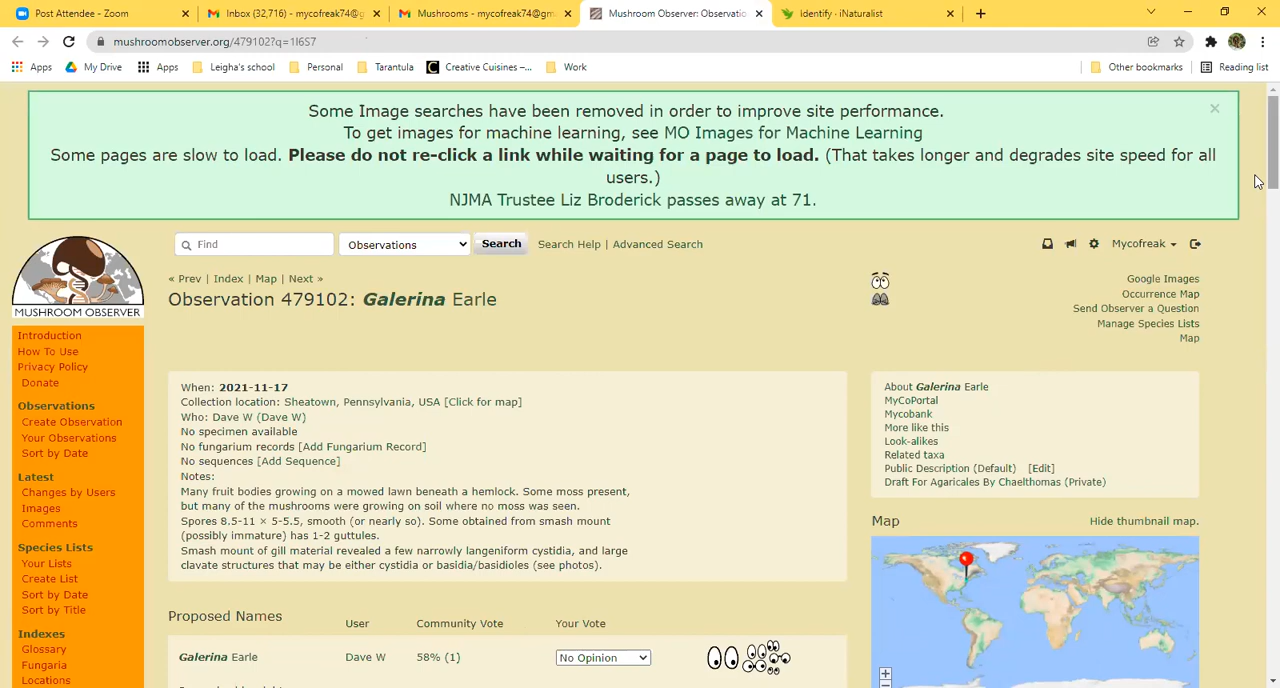 Post Attendee - Zoom
Inbox (32,716) - mycofreak74@g
Mushrooms - mycofreak74@gm
Mushroom Observer: Observatio
Identify · iNaturalist
mushroomobserver.org/479102?q=1l6S7
Apps
My Drive
Apps
Leigha's school
Personal
Tarantula
Creative Cuisines –...
Work
Other bookmarks
Reading list
Some Image searches have been removed in order to improve site performance.
To get images for machine learning, see MO Images for Machine Learning
Some pages are slow to load. Please do not re-click a link while waiting for a page to load. (That takes longer and degrades site speed for all
users.)
NJMA Trustee Liz Broderick passes away at 71.
MUSHROOM OBSERVER
Find
Observations
Search
Search Help | Advanced Search
Mycofreak
« Prev | Index | Map | Next »
Observation 479102: Galerina Earle
Google Images
Occurrence Map
Send Observer a Question
Manage Species Lists
Map
Introduction
How To Use
Privacy Policy
Donate
Observations
Create Observation
Your Observations
Sort by Date
Latest
Changes by Users
Images
Comments
Species Lists
Your Lists
Create List
Sort by Date
Sort by Title
Indexes
Glossary
Fungaria
Locations
When: 2021-11-17
Collection location: Sheatown, Pennsylvania, USA [Click for map]
Who: Dave W (Dave W)
No specimen available
No fungarium records [Add Fungarium Record]
No sequences [Add Sequence]
Notes:
Many fruit bodies growing on a mowed lawn beneath a hemlock. Some moss present,
but many of the mushrooms were growing on soil where no moss was seen.
Spores 8.5-11 × 5-5.5, smooth (or nearly so). Some obtained from smash mount
(possibly immature) has 1-2 guttules.
Smash mount of gill material revealed a few narrowly langeniform cystidia, and large
clavate structures that may be either cystidia or basidia/basidioles (see photos).
About Galerina Earle
MyCoPortal
Mycobank
More like this
Look-alikes
Related taxa
Public Description (Default) [Edit]
Draft For Agaricales By Chaelthomas (Private)
Map
Hide thumbnail map.
Proposed Names
User
Community Vote
Your Vote
Galerina Earle
Dave W
58% (1)
No Opinion